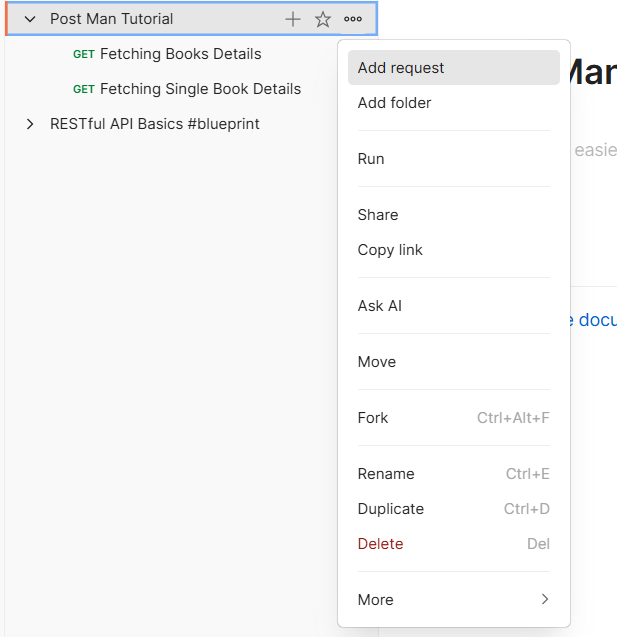 Post Man Tutorial
GET Fetching Books Details
GET Fetching Single Book Details
RESTful API Basics #blueprint
Add request
Add folder
Run
Share
Copy link
Ask AI
Move
Fork Ctrl+Alt+F
Rename Ctrl+E
Duplicate Ctrl+D
Delete Del
More
Man
easie
docu